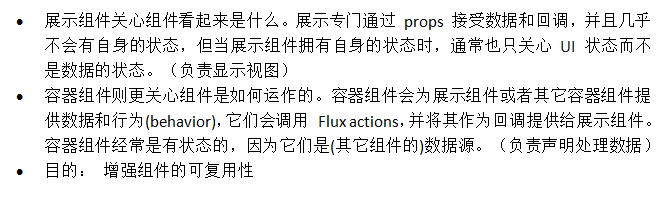 • 展示组件关心组件看起来是什么。展示专门通过 props 接受数据和回调，并且几乎
不会有自身的状态，但当展示组件拥有自身的状态时，通常也只关心 UI 状态而不
是数据的状态。（负责显示视图）
• 容器组件则更关心组件是如何运作的。容器组件会为展示组件或者其它容器组件提
供数据和行为(behavior)，它们会调用 Flux actions，并将其作为回调提供给展示组件。
容器组件经常是有状态的，因为它们是(其它组件的)数据源。（负责声明处理数据）
• 目的： 增强组件的可复用性